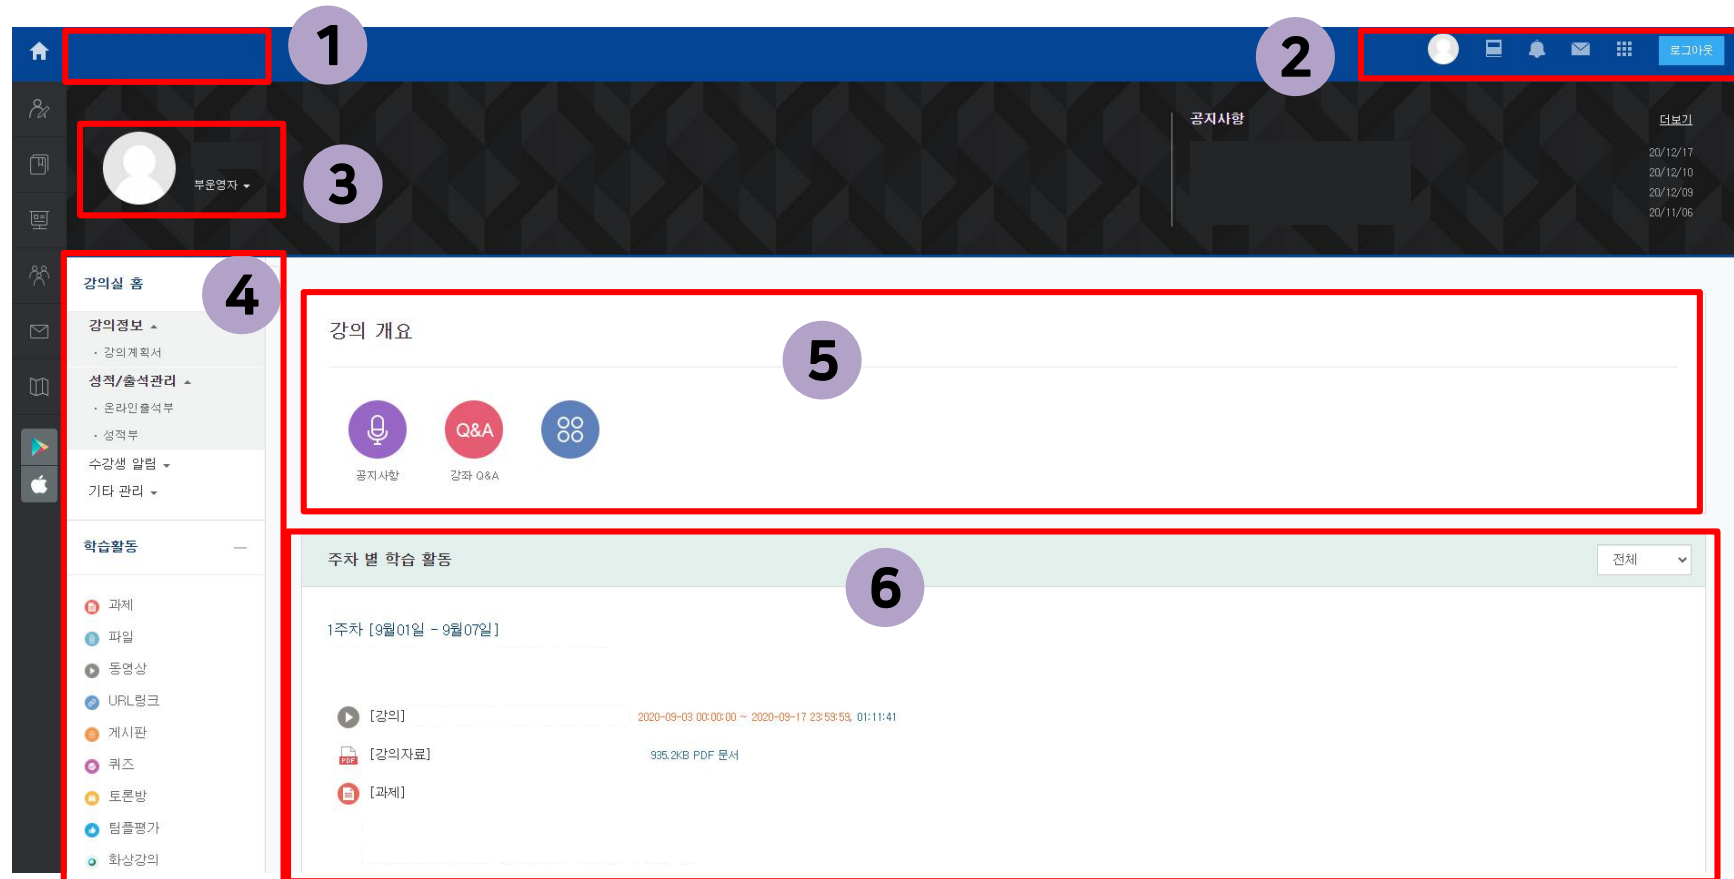 1
2
로그아웃
공지사항
더보기
20/12/17
20/12/10
20/12/09
20/11/06
부운영자
3
강의실 홈
4
강의정보
· 강의계획서
성적/출석관리
· 온라인출석부
· 성적부
수강생 알림
기타 관리
학습활동
과제
파일
동영상
URL링크
게시판
퀴즈
토론방
팀플평가
화상강의
강의 개요
5
Q&A
공지사항
강좌 Q&A
주차 별 학습 활동
전체
6
1주차 [9월01일 - 9월07일]
[강의] 2020-09-03 00:00:00 ~ 2020-09-17 23:59:59, 01:11:41
PDF [강의자료] 935.2KB PDF 문서
[과제]